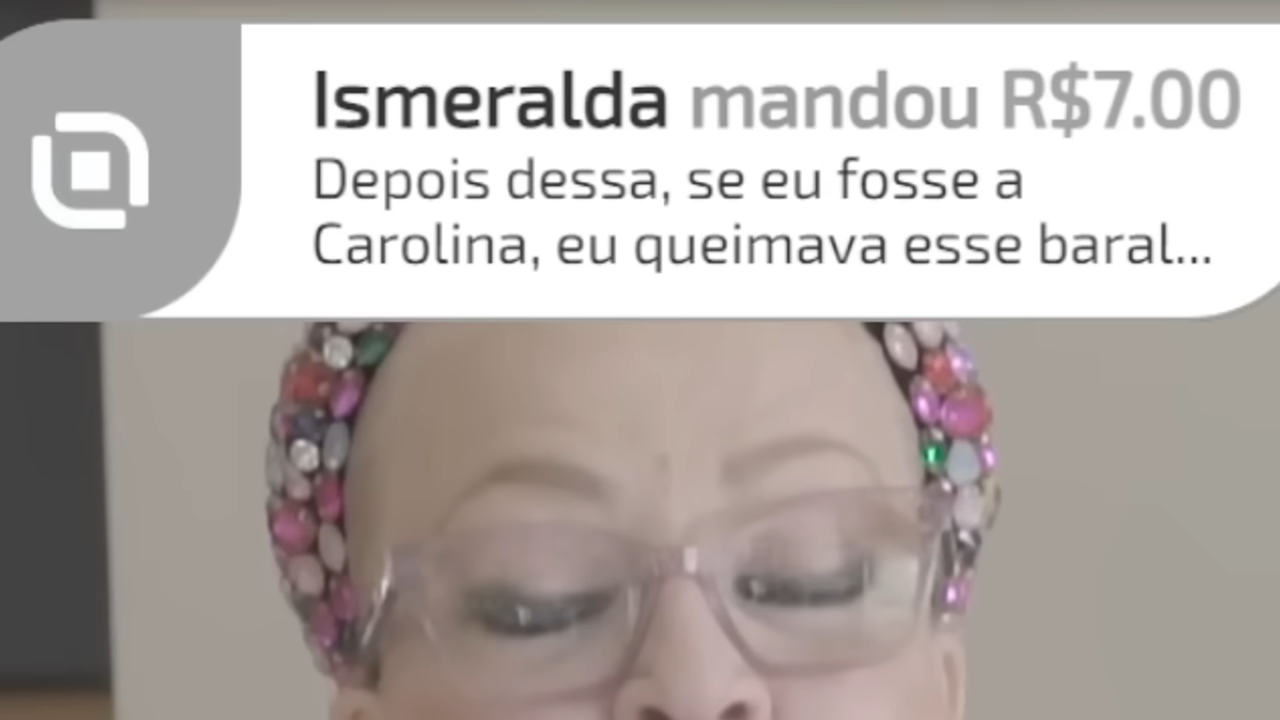 Ismeralda mandou R$7.00
Depois dessa, se eu fosse a
Carolina, eu queimava esse baral...